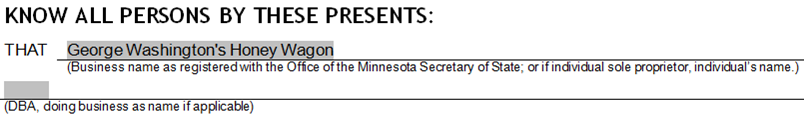 KNOW ALL PERSONS BY THESE PRESENTS:
THAT George Washington's Honey Wagon
(Business name as registered with the Office of the Minnesota Secretary of State; or if individual sole proprietor, individual's name.)
(DBA, doing business as name if applicable)